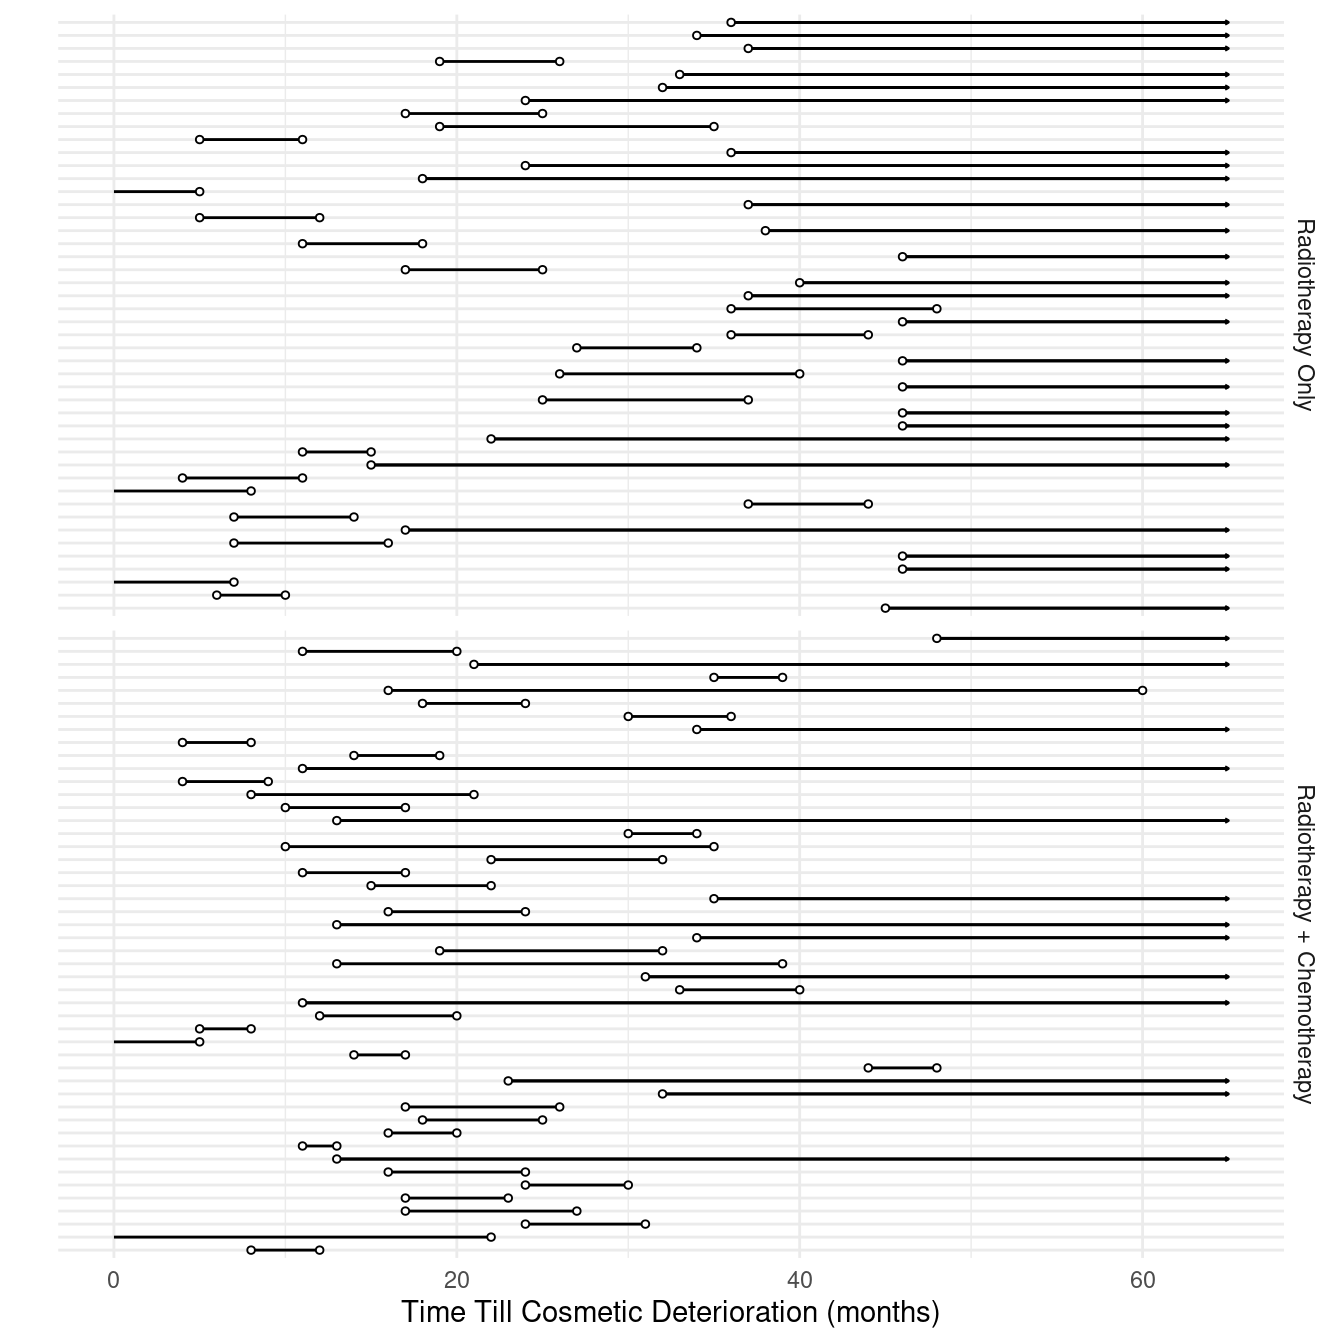 Radiotherapy Only
Radiotherapy + Chemotherapy
0 20 40 60
Time Till Cosmetic Deterioration (months)